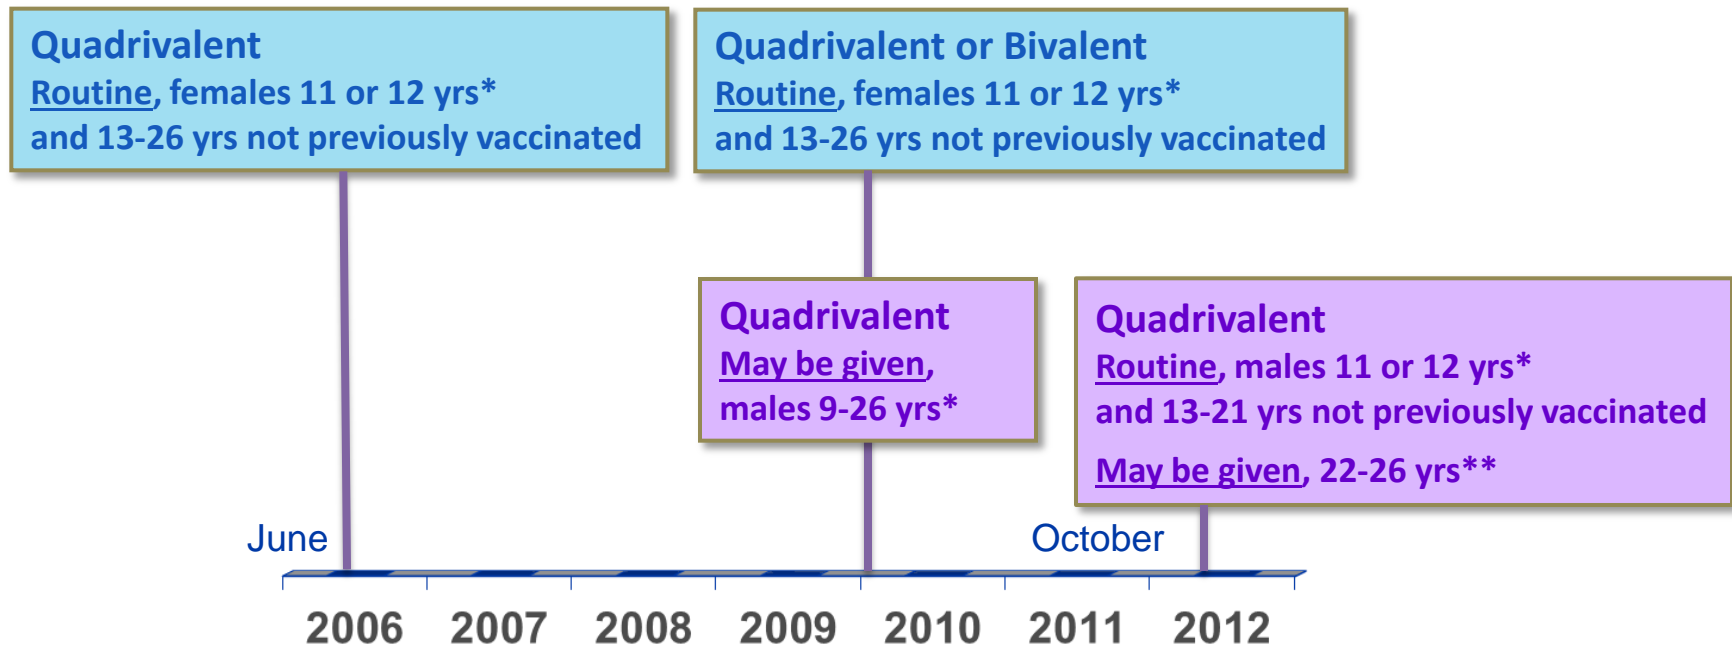 Quadrivalent
Routine, females 11 or 12 yrs*
and 13-26 yrs not previously vaccinated
Quadrivalent or Bivalent
Routine, females 11 or 12 yrs*
and 13-26 yrs not previously vaccinated
Quadrivalent
May be given,
males 9-26 yrs*
Quadrivalent
Routine, males 11 or 12 yrs*
and 13-21 yrs not previously vaccinated
May be given, 22-26 yrs**
June
October
2006
2007
2008
2009
2010
2011
2012